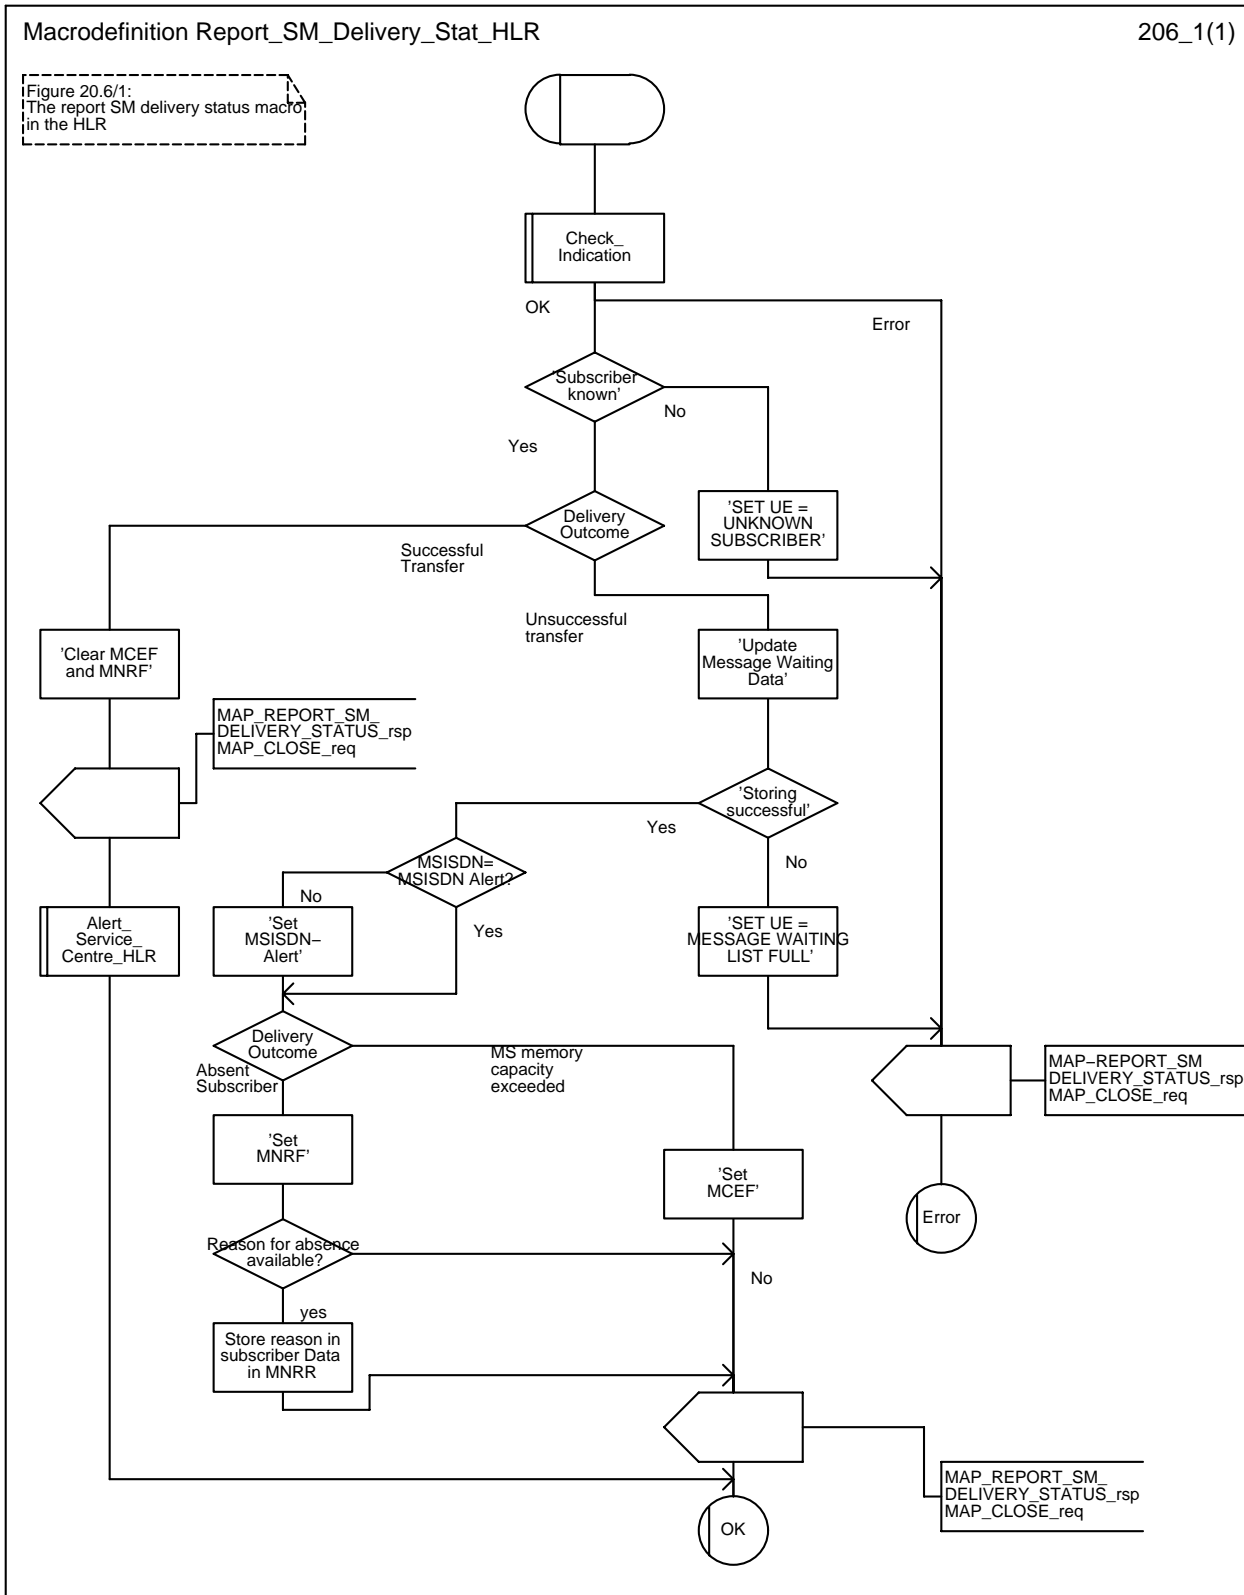 Macrodefinition Report_SM_Delivery_Stat_HLR
206_1(1)
Figure 20.6/1:
The report SM delivery status macro
in the HLR
Check_
Indication
OK
Error
'Subscriber
known'
No
Yes
'SET UE =
UNKNOWN
SUBSCRIBER'
Delivery
Outcome
Successful
Transfer
Unsuccessful
transfer
'Clear MCEF
and MNRF'
'Update
Message Waiting
Data'
MAP_REPORT_SM_
DELIVERY_STATUS_rsp
MAP_CLOSE_req
'Storing
successful'
Yes
No
MSISDN=
MSISDN Alert?
No
Yes
Alert_
Service_
Centre_HLR
'Set
MSISDN–
Alert'
'SET UE =
MESSAGE WAITING
LIST FULL'
Delivery
Outcome
Absent
Subscriber
MS memory
capacity
exceeded
MAP–REPORT_SM
DELIVERY_STATUS_rsp
MAP_CLOSE_req
'Set
MNRF'
'Set
MCEF'
Error
Reason for absence
available?
No
yes
Store reason in
subscriber Data
in MNRR
MAP_REPORT_SM_
DELIVERY_STATUS_rsp
MAP_CLOSE_req
OK